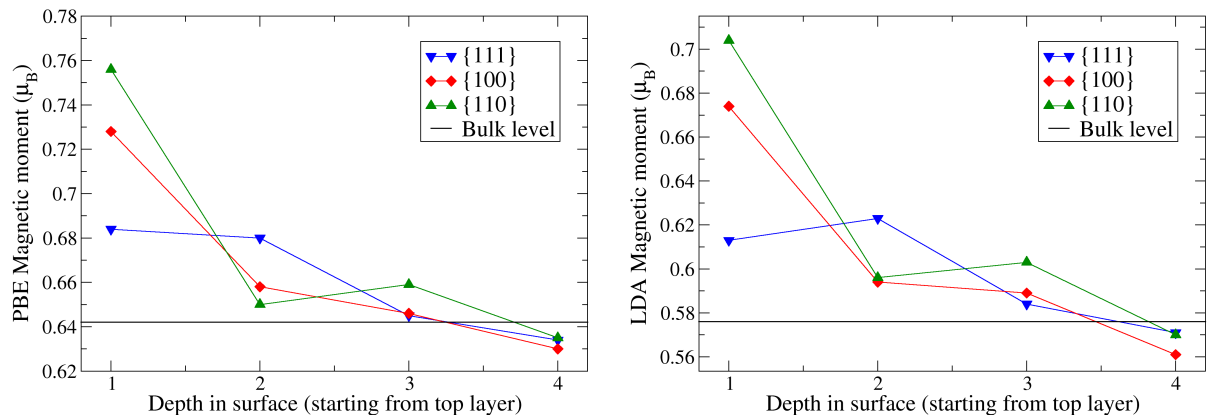 0.78
0.76
0.74
0.72
0.7
0.68
0.66
0.64
0.62
PBE Magnetic moment (μB)
{111}
{100}
{110}
Bulk level
1 2 3 4
Depth in surface (starting from top layer)
0.7
0.68
0.66
0.64
0.62
0.6
0.58
0.56
LDA Magnetic moment (μB)
{111}
{100}
{110}
Bulk level
1 2 3 4
Depth in surface (starting from top layer)